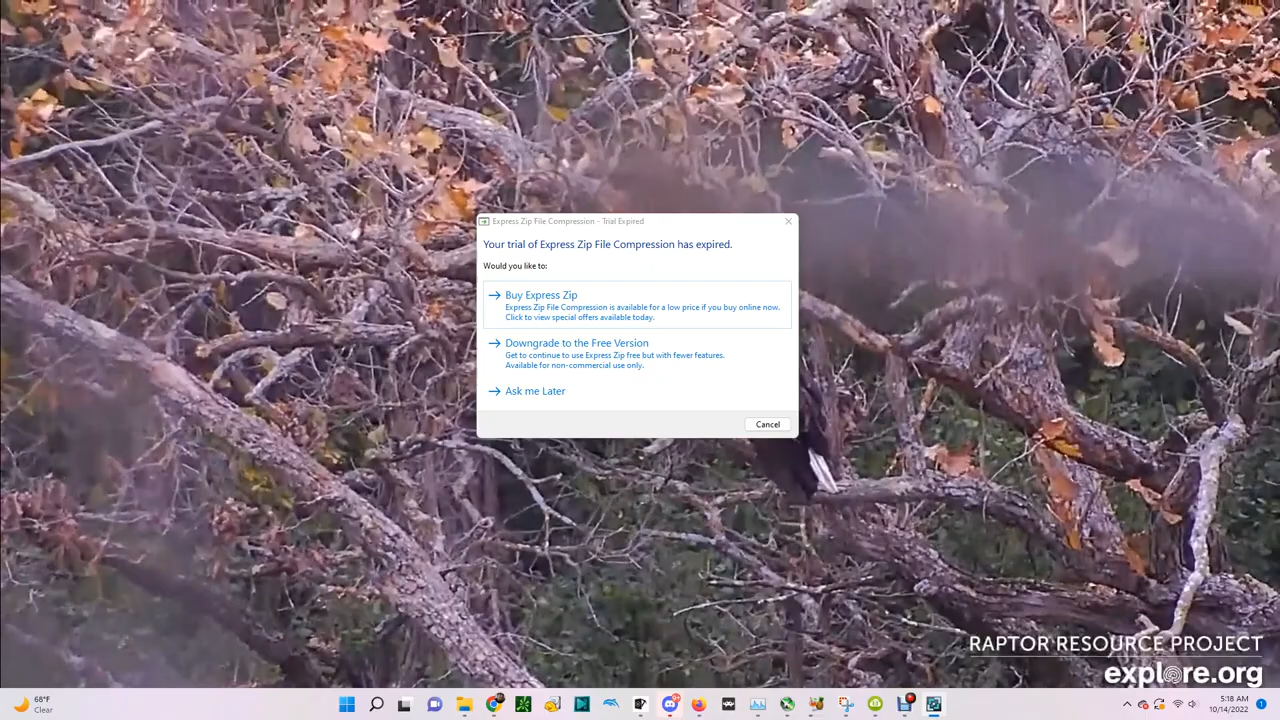 Express Zip File Compression - Trial Expired
Your trial of Express Zip File Compression has expired.
Would you like to:
Buy Express Zip
Express Zip File Compression is available for a low price if you buy online now.
Click to view special offers available today.
Downgrade to the Free Version
Get to continue to use Express Zip free but with fewer features.
Available for non-commercial use only.
Ask me Later
Cancel
RAPTOR RESOURCE PROJECT
explore.org
68°F
Clear
5:18 AM
10/14/2022